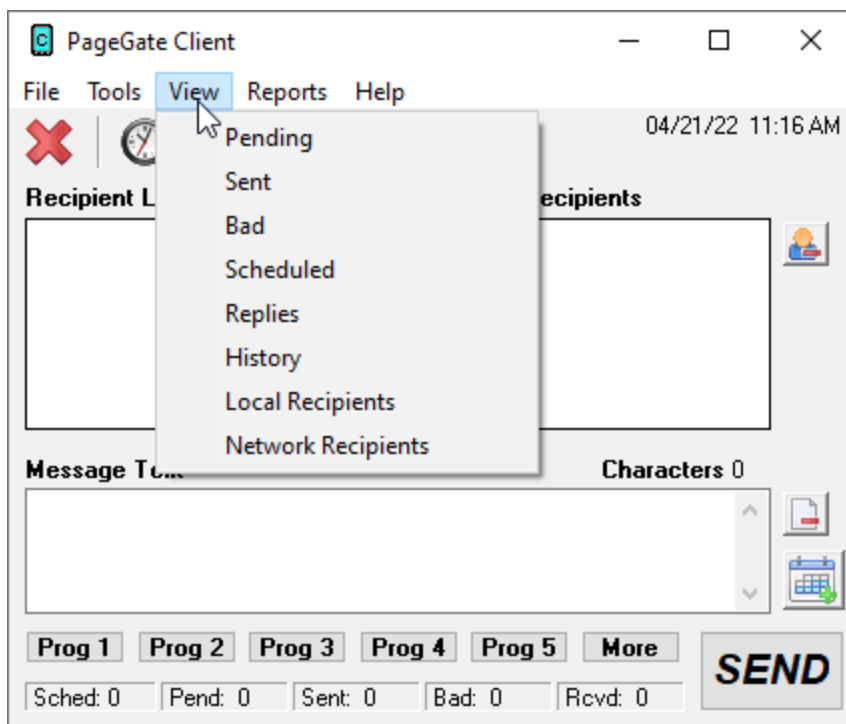 PageGate Client
File Tools View Reports Help
04/21/22 11:16 AM
Pending
Sent
Bad
Scheduled
Replies
History
Local Recipients
Network Recipients
Recipient L ecipients
Message T
Characters 0
Prog 1 Prog 2 Prog 3 Prog 4 Prog 5 More
SEND
Sched: 0 Pend: 0 Sent: 0 Bad: 0 Rcvd: 0